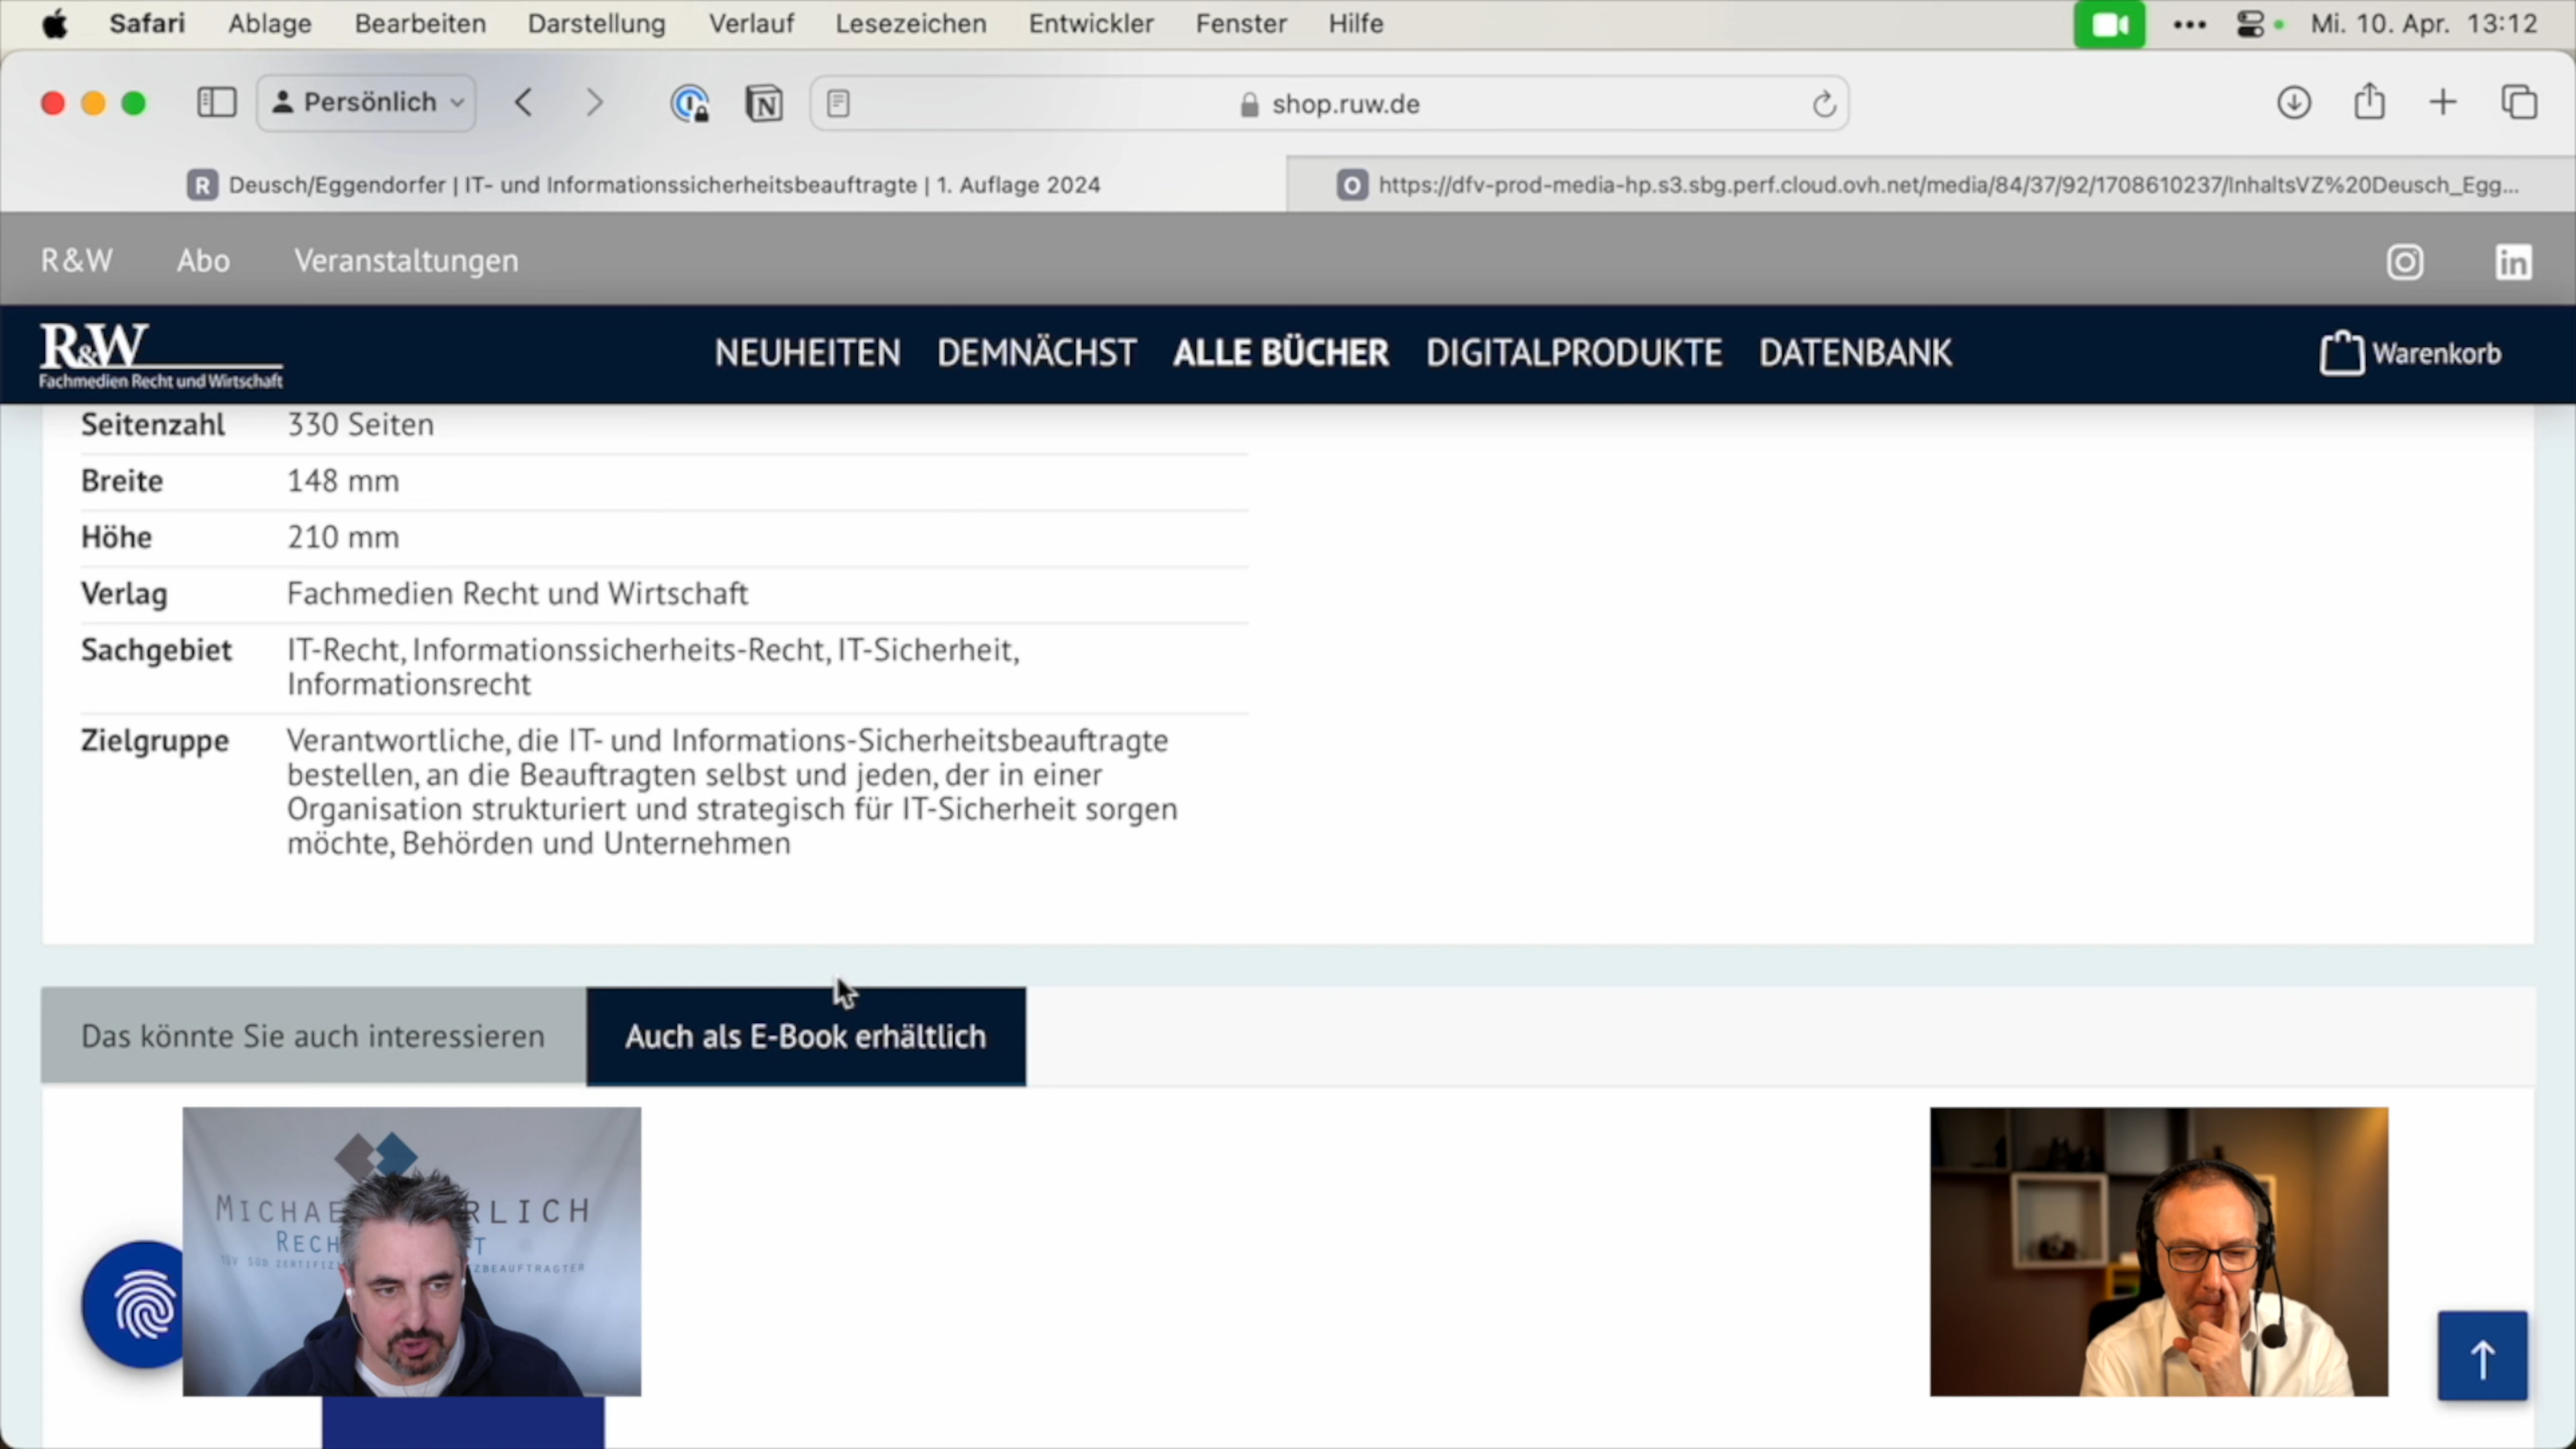 Safari Ablage Bearbeiten Darstellung Verlauf Lesezeichen Entwickler Fenster Hilfe Mi. 10. Apr. 13:12
Persönlich shop.ruw.de
R Deusch/Eggendorfer | IT- und Informationssicherheitsbeauftragte | 1. Auflage 2024
O https://dfv-prod-media-hp.s3.sbg.perf.cloud.ovh.net/media/84/37/92/1708610237/InhaltsVZ%20Deusch_Egg...
R&W Abo Veranstaltungen
R&W
Fachmedien Recht und Wirtschaft
NEUHEITEN DEMNÄCHST ALLE BÜCHER DIGITALPRODUKTE DATENBANK
Warenkorb
Seitenzahl 330 Seiten
Breite 148 mm
Höhe 210 mm
Verlag Fachmedien Recht und Wirtschaft
Sachgebiet IT-Recht, Informationssicherheits-Recht, IT-Sicherheit,
Informationsrecht
Zielgruppe Verantwortliche, die IT- und Informations-Sicherheitsbeauftragte
bestellen, an die Beauftragten selbst und jeden, der in einer
Organisation strukturiert und strategisch für IT-Sicherheit sorgen
möchte, Behörden und Unternehmen
Das könnte Sie auch interessieren
Auch als E-Book erhältlich
MICHAE RLICH
RECH T